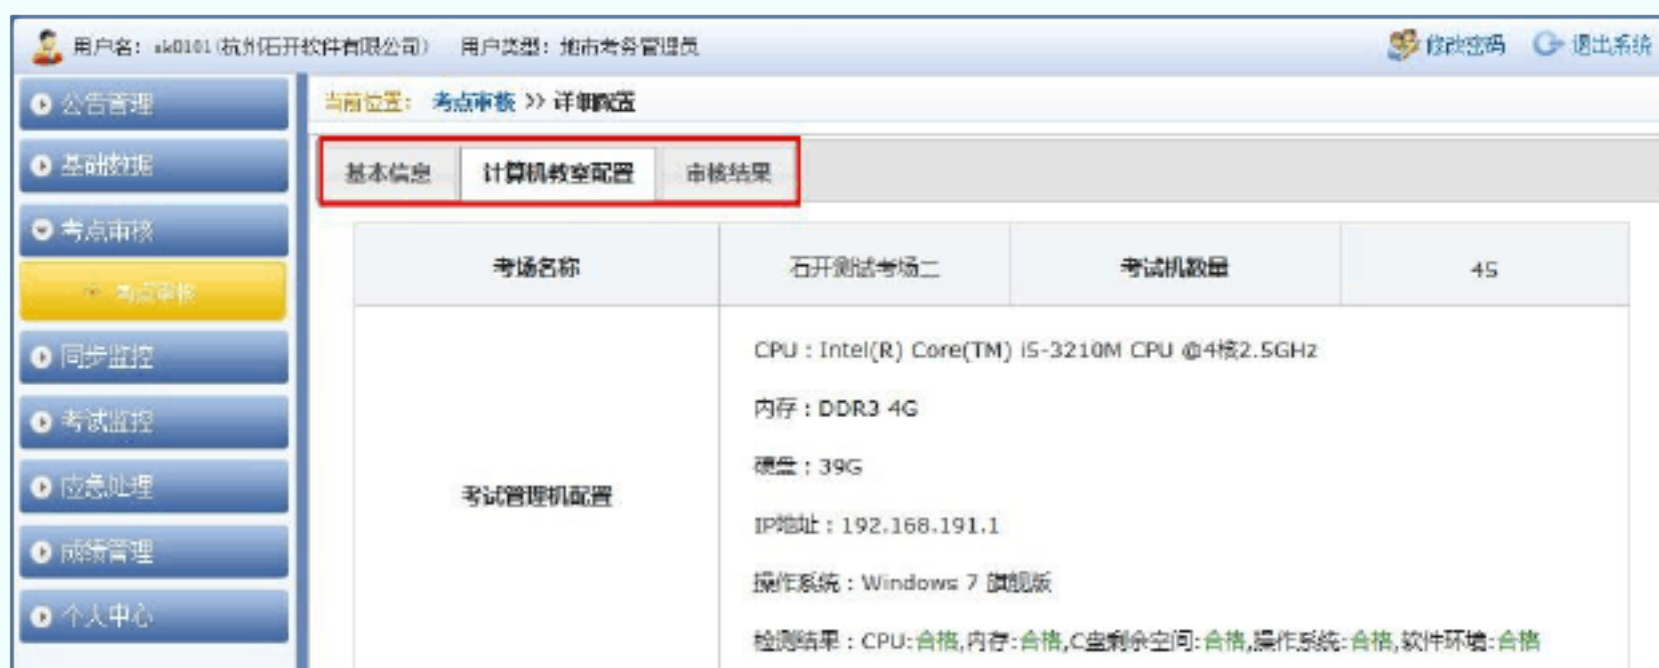 用户名：sk0101(杭州石开软件有限公司) 用户类型：地市考务管理员 修改密码 退出系统
公告管理
基础数据
考点审核
考点审核
同步监控
考试监控
应急处理
成绩管理
个人中心
当前位置： 考点审核 >> 详细配置
基本信息 计算机教室配置 审核结果
考场名称 石开测试考场二 考试机数量 45
考试管理机配置
CPU：Intel(R) Core(TM) i5-3210M CPU @4核2.5GHz
内存：DDR3 4G
硬盘：39G
IP地址：192.168.191.1
操作系统：Windows 7 旗舰版
检测结果：CPU:合格,内存:合格,C盘剩余空间:合格,操作系统:合格,软件环境:合格